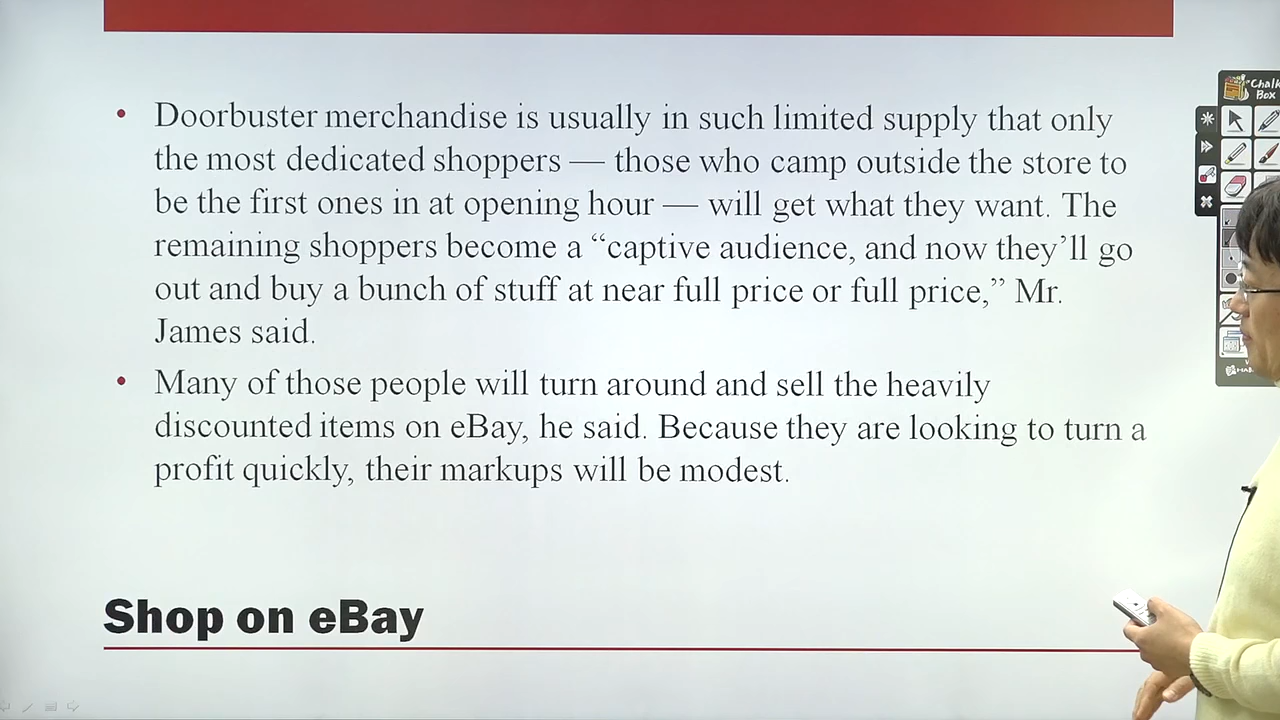 • Doorbuster merchandise is usually in such limited supply that only
the most dedicated shoppers — those who camp outside the store to
be the first ones in at opening hour — will get what they want. The
remaining shoppers become a “captive audience, and now they’ll go
out and buy a bunch of stuff at near full price or full price,” Mr.
James said.
• Many of those people will turn around and sell the heavily
discounted items on eBay, he said. Because they are looking to turn a
profit quickly, their markups will be modest.
Shop on eBay
Chalk
Box